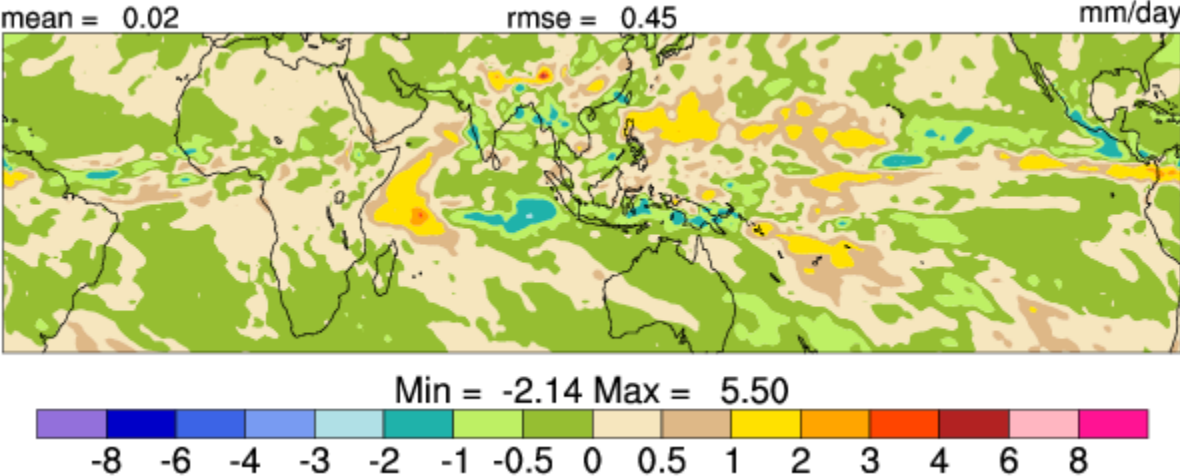 mean = 0.02 rmse = 0.45 mm/day
Min = -2.14 Max = 5.50
-8 -6 -4 -3 -2 -1 -0.5 0 0.5 1 2 3 4 6 8